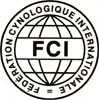 FEDERATION CYNOLOGIQUE INTERNATIONALE
FCI